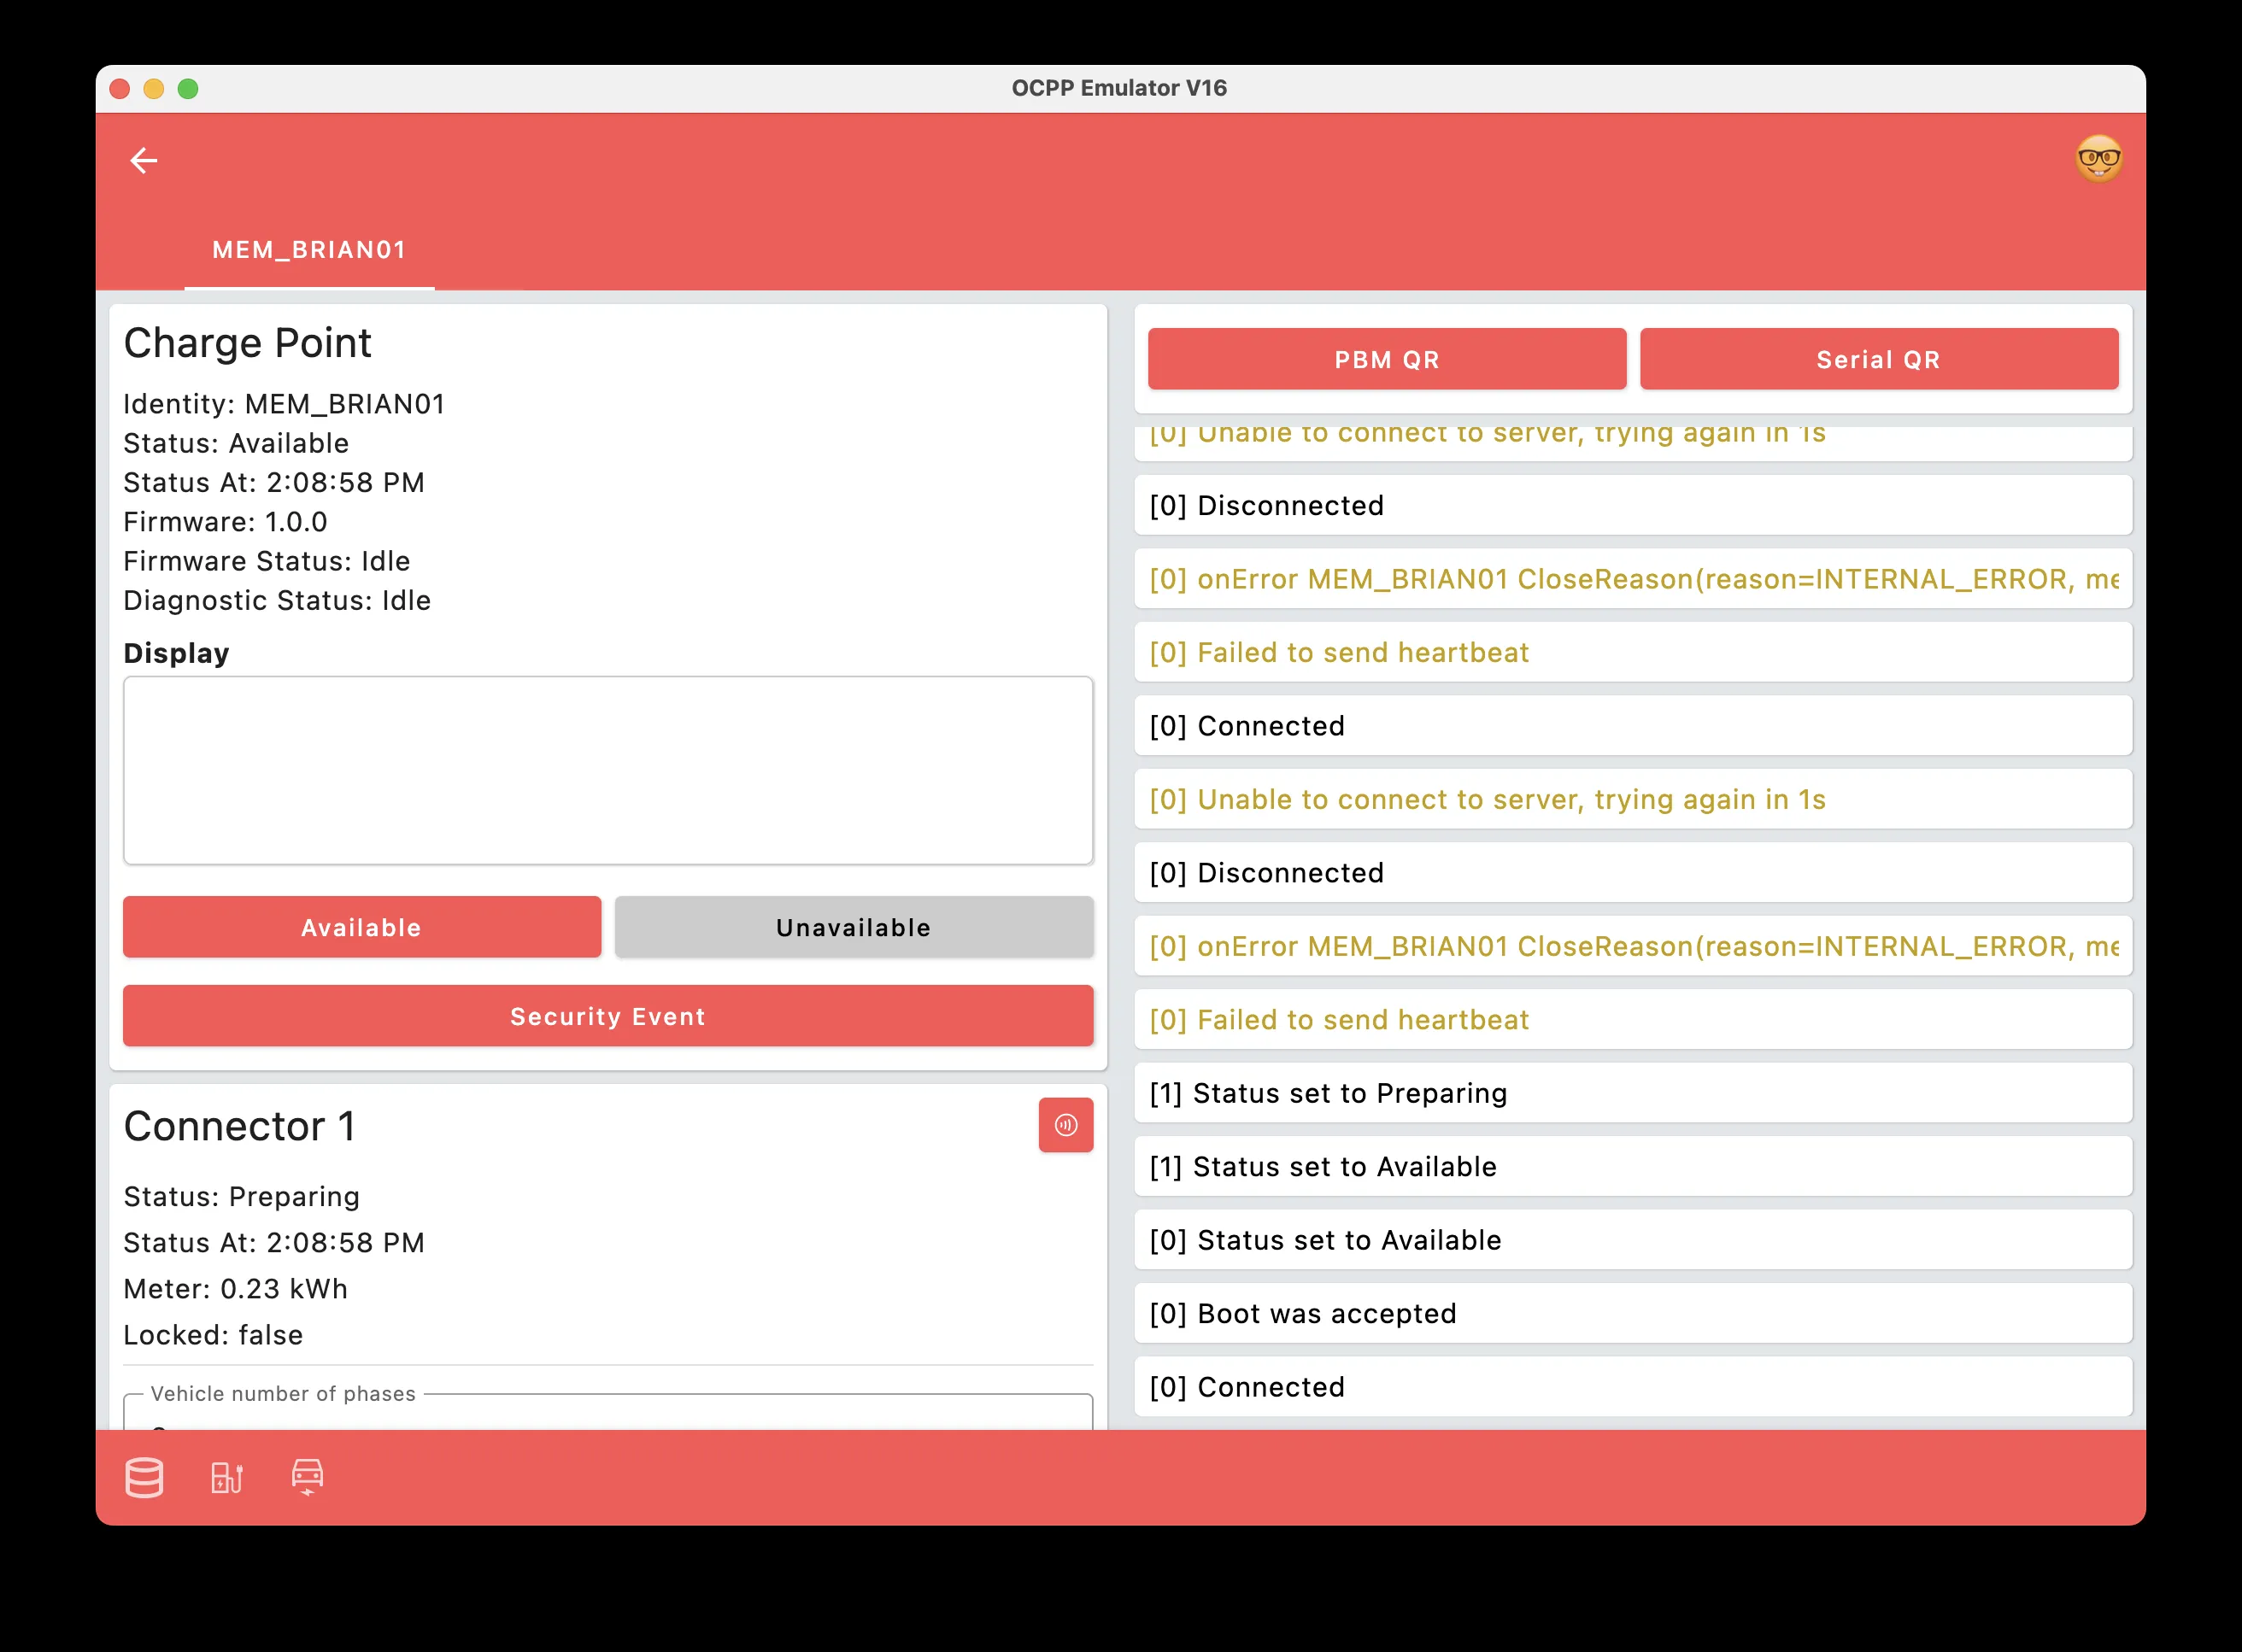 OCPP Emulator V16
MEM_BRIAN01
Charge Point
Identity: MEM_BRIAN01
Status: Available
Status At: 2:08:58 PM
Firmware: 1.0.0
Firmware Status: Idle
Diagnostic Status: Idle
Display
Available
Unavailable
Security Event
Connector 1
Status: Preparing
Status At: 2:08:58 PM
Meter: 0.23 kWh
Locked: false
Vehicle number of phases
PBM QR
Serial QR
[0] Unable to connect to server, trying again in 1s
[0] Disconnected
[0] onError MEM_BRIAN01 CloseReason(reason=INTERNAL_ERROR, me
[0] Failed to send heartbeat
[0] Connected
[0] Unable to connect to server, trying again in 1s
[0] Disconnected
[0] onError MEM_BRIAN01 CloseReason(reason=INTERNAL_ERROR, me
[0] Failed to send heartbeat
[1] Status set to Preparing
[1] Status set to Available
[0] Status set to Available
[0] Boot was accepted
[0] Connected